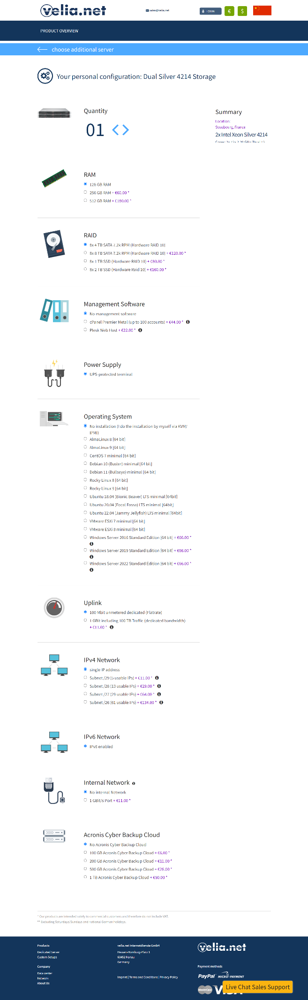 velia.net
sales@velia.net
LOGIN
€
$
PRODUCT OVERVIEW
choose additional server
Your personal configuration: Dual Silver 4214 Storage
Quantity
01
Summary
Location:
Strasbourg, France
2x Intel Xeon Silver 4214
Cores: 2x 12x 2.20 GHz (Dual 12
RAM
128 GB RAM
256 GB RAM + €60.00 *
512 GB RAM + €180.00 *
RAID
8x 4 TB SATA 7.2k RPM (Hardware RAID 10)
8x 8 TB SATA 7.2k RPM (Hardware RAID 10) + €120.00 *
8x 1 TB SSD (Hardware RAID 10) + €80.00 *
8x 2 TB SSD (Hardware Raid 10) + €160.00 *
Management Software
No management software
cPanel Premier Metal (up to 100 accounts) + €44.00 *
Plesk Web Host + €22.00 *
Power Supply
UPS-protected terminal
Operating System
No installation (I do the installation by myself via KVM/
IPMI)
AlmaLinux 8 [64 bit]
AlmaLinux 9 [64 bit]
CentOS 7 minimal [64 bit]
Debian 10 (Buster) minimal [64 bit]
Debian 11 (Bullseye) minimal [64 bit]
Rocky Linux 8 [64 bit]
Rocky Linux 9 [64 bit]
Ubuntu 18.04 (Bionic Beaver) LTS minimal [64bit]
Ubuntu 20.04 (Focal Fossa) LTS minimal [64bit]
Ubuntu 22.04 (Jammy Jellyfish) LTS minimal [64bit]
VMware ESXi 7 minimal [64 bit]
VMware ESXi 8 minimal [64 bit]
Windows Server 2016 Standard Edition [64 bit] + €66.00 *
Windows Server 2019 Standard Edition [64 bit] + €66.00 *
Windows Server 2022 Standard Edition [64 bit] + €66.00 *
Uplink
100 Mbit unmetered dedicated (Flatrate)
1 GBit including 100 TB Traffic (dedicated bandwidth)
+ €11.00 *
IPv4 Network
single IP address
Subnet /29 (5 usable IPs) + €11.00 *
Subnet /28 (13 usable IPs) + €29.00 *
Subnet /27 (29 usable IPs) + €64.00 *
Subnet /26 (61 usable IPs) + €134.00 *
IPv6 Network
IPv6 enabled
Internal Network
No internal Network
1 GBit/s Port + €11.00 *
Acronis Cyber Backup Cloud
No Acronis Cyber Backup Cloud
100 GB Acronis Cyber Backup Cloud + €6.00 *
200 GB Acronis Cyber Backup Cloud + €11.00 *
500 GB Acronis Cyber Backup Cloud + €28.00 *
1 TB Acronis Cyber Backup Cloud + €50.00 *
* Our products are intended solely to commercial customers and therefore do not include VAT.
** Excluding Saturdays/Sundays and national German holidays.
Products
Dedicated Server
Custom Setups
Company
Data center
Network
About Us
velia.net Internetdienste GmbH
Hessen-Homburg-Platz 1
63452 Hanau
Germany
Imprint | Terms and Conditions | Privacy Policy
velia.net
Payment methods
PayPal MICROPAYMENT
MasterCard VISA
Live Chat Sales Support